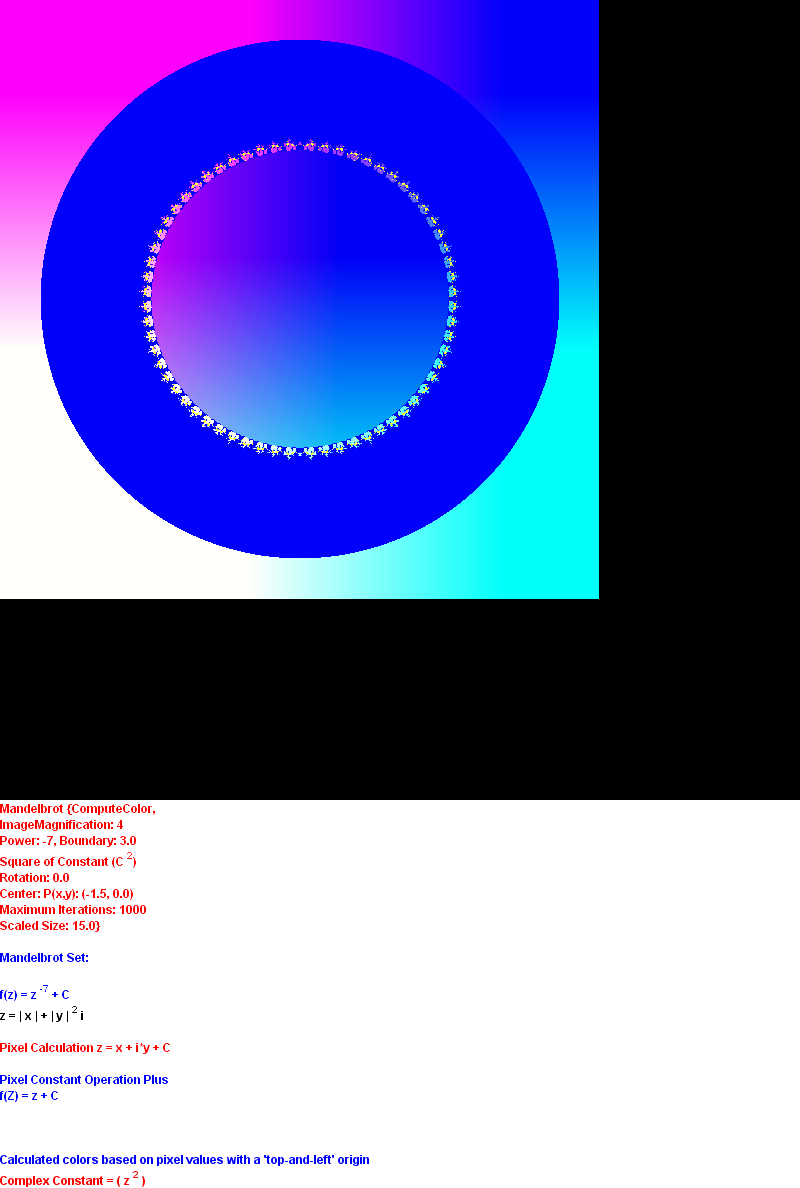 Mandelbrot {ComputeColor,
ImageMagnification: 4
Power: -7, Boundary: 3.0
Square of Constant (C ²)
Rotation: 0.0
Center: P(x,y): (-1.5, 0.0)
Maximum Iterations: 1000
Scaled Size: 15.0}
Mandelbrot Set:
f(z) = z ⁻⁷ + C
z = | x | + | y | ² i
Pixel Calculation z = x + i*y + C
Pixel Constant Operation Plus
f(Z) = z + C
Calculated colors based on pixel values with a 'top-and-left' origin
Complex Constant = ( z ² )